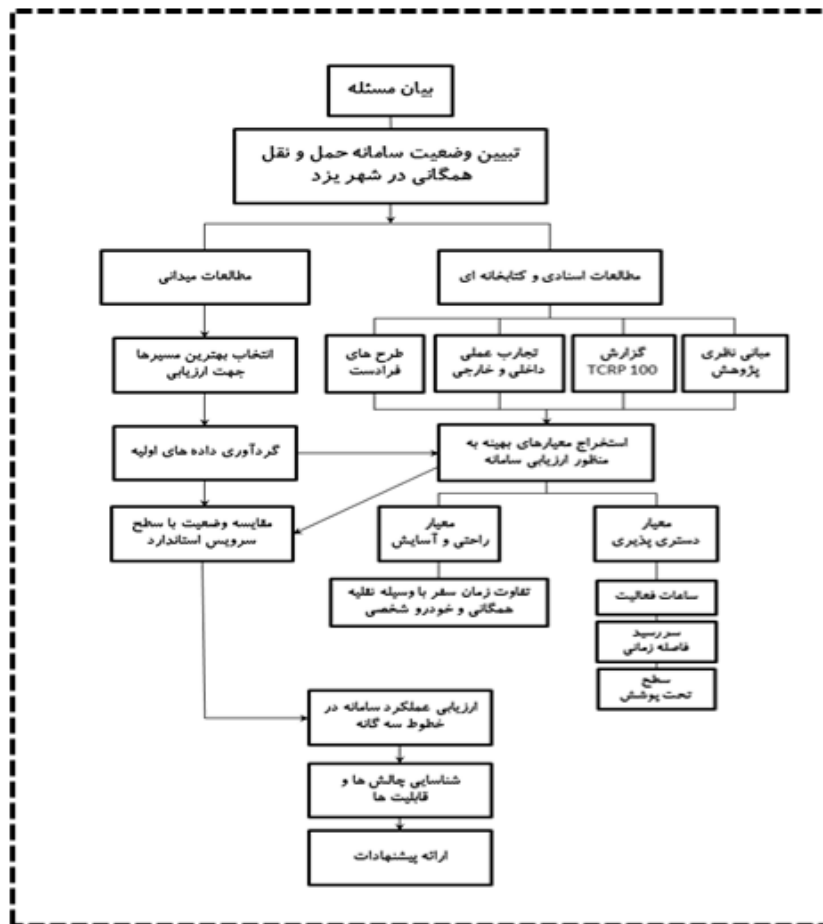 بیان مسئله
تبیین وضعیت سامانه حمل و نقل
همگانی در شهر یزد
مطالعات اسنادی و کتابخانه ای
مطالعات میدانی
مبانی نظری
پژوهش
گزارش
TCRP 100
تجارب عملی
داخلی و خارجی
طرح های
فرادست
انتخاب بهترین مسیرها
جهت ارزیابی
استخراج معیارهای بهینه به
منظور ارزیابی سامانه
گردآوری داده های اولیه
معیار
دستری پذیری
معیار
راحتی و آسایش
مقایسه وضعیت با سطح
سرویس استاندارد
ساعات فعالیت
سررسید
فاصله زمانی
سطح
تحت پوشش
تفاوت زمان سفر با وسیله نقلیه
همگانی و خودرو شخصی
ارزیابی عملکرد سامانه در
خطوط سه گانه
شناسایی چالش ها و
قابلیت ها
ارائه پیشنهادات